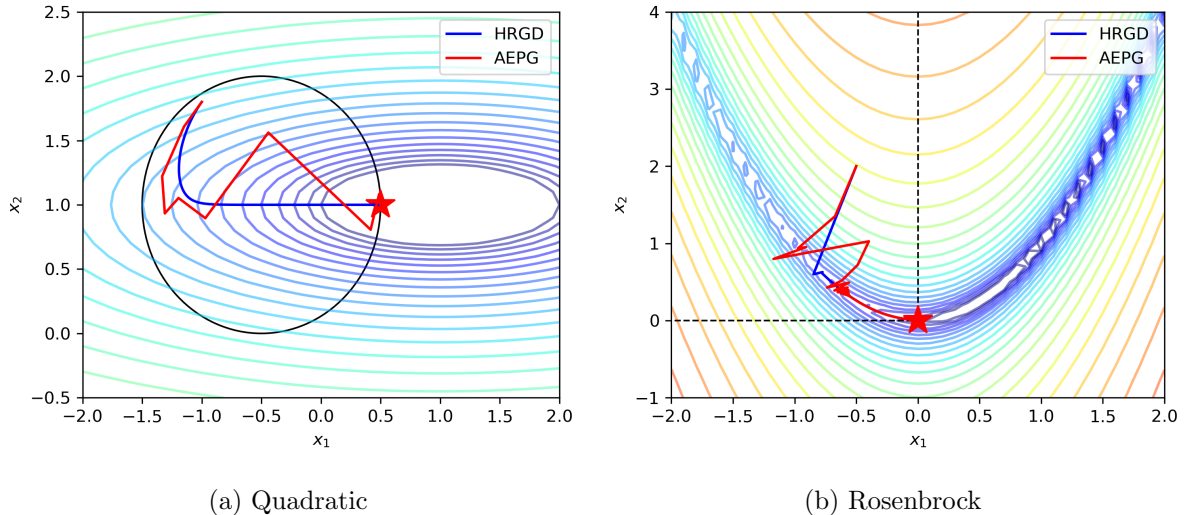 HRGD
AEPG
2.5
2.0
1.5
1.0
0.5
0.0
−0.5
x₂
−2.0 −1.5 −1.0 −0.5 0.0 0.5 1.0 1.5 2.0
x₁
(a) Quadratic
HRGD
AEPG
4
3
2
1
0
−1
x₂
−2.0 −1.5 −1.0 −0.5 0.0 0.5 1.0 1.5 2.0
x₁
(b) Rosenbrock